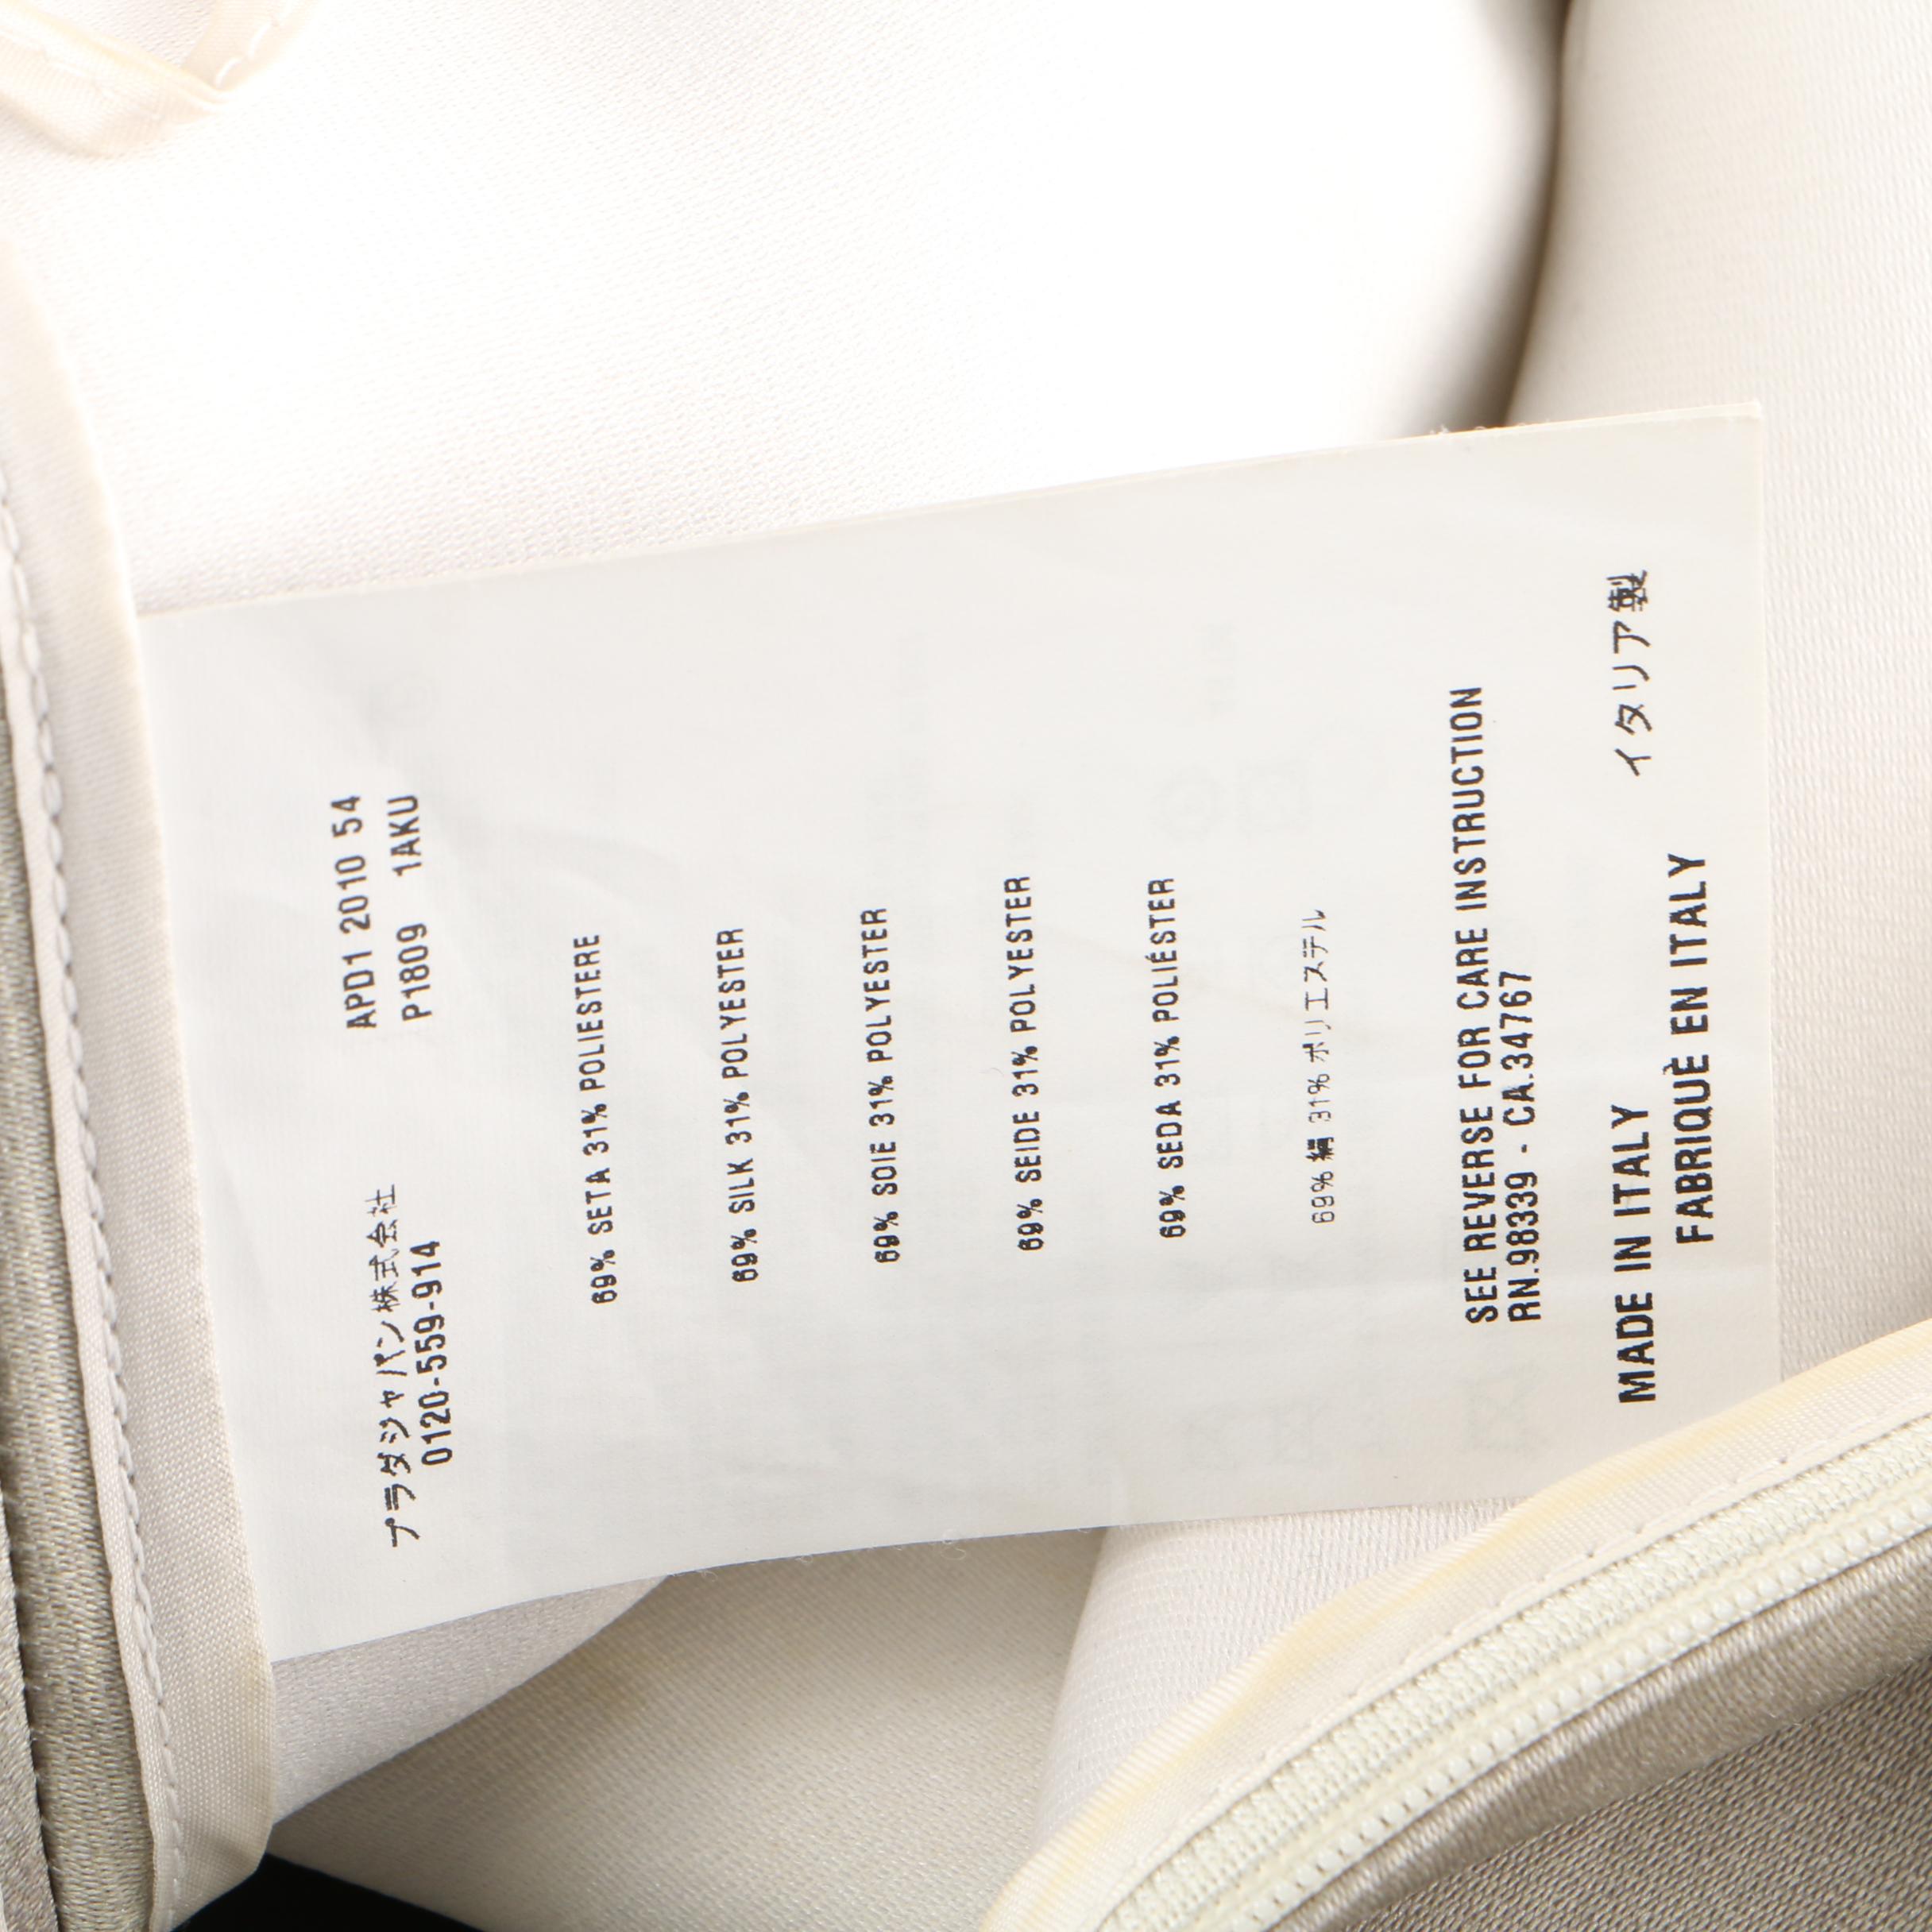 APD1 2010 54
P1809 1AKU
プラダジャパン株式会社
0120-559-914
69% SETA 31% POLIESTERE
69% SILK 31% POLYESTER
69% SOIE 31% POLYESTER
69% SEIDE 31% POLYESTER
69% SEDA 31% POLIÉSTER
69% 絹 31% ポリエステル
SEE REVERSE FOR CARE INSTRUCTION
RN.98339 - CA.34767
MADE IN ITALY イタリア製
FABRIQUÈ EN ITALY